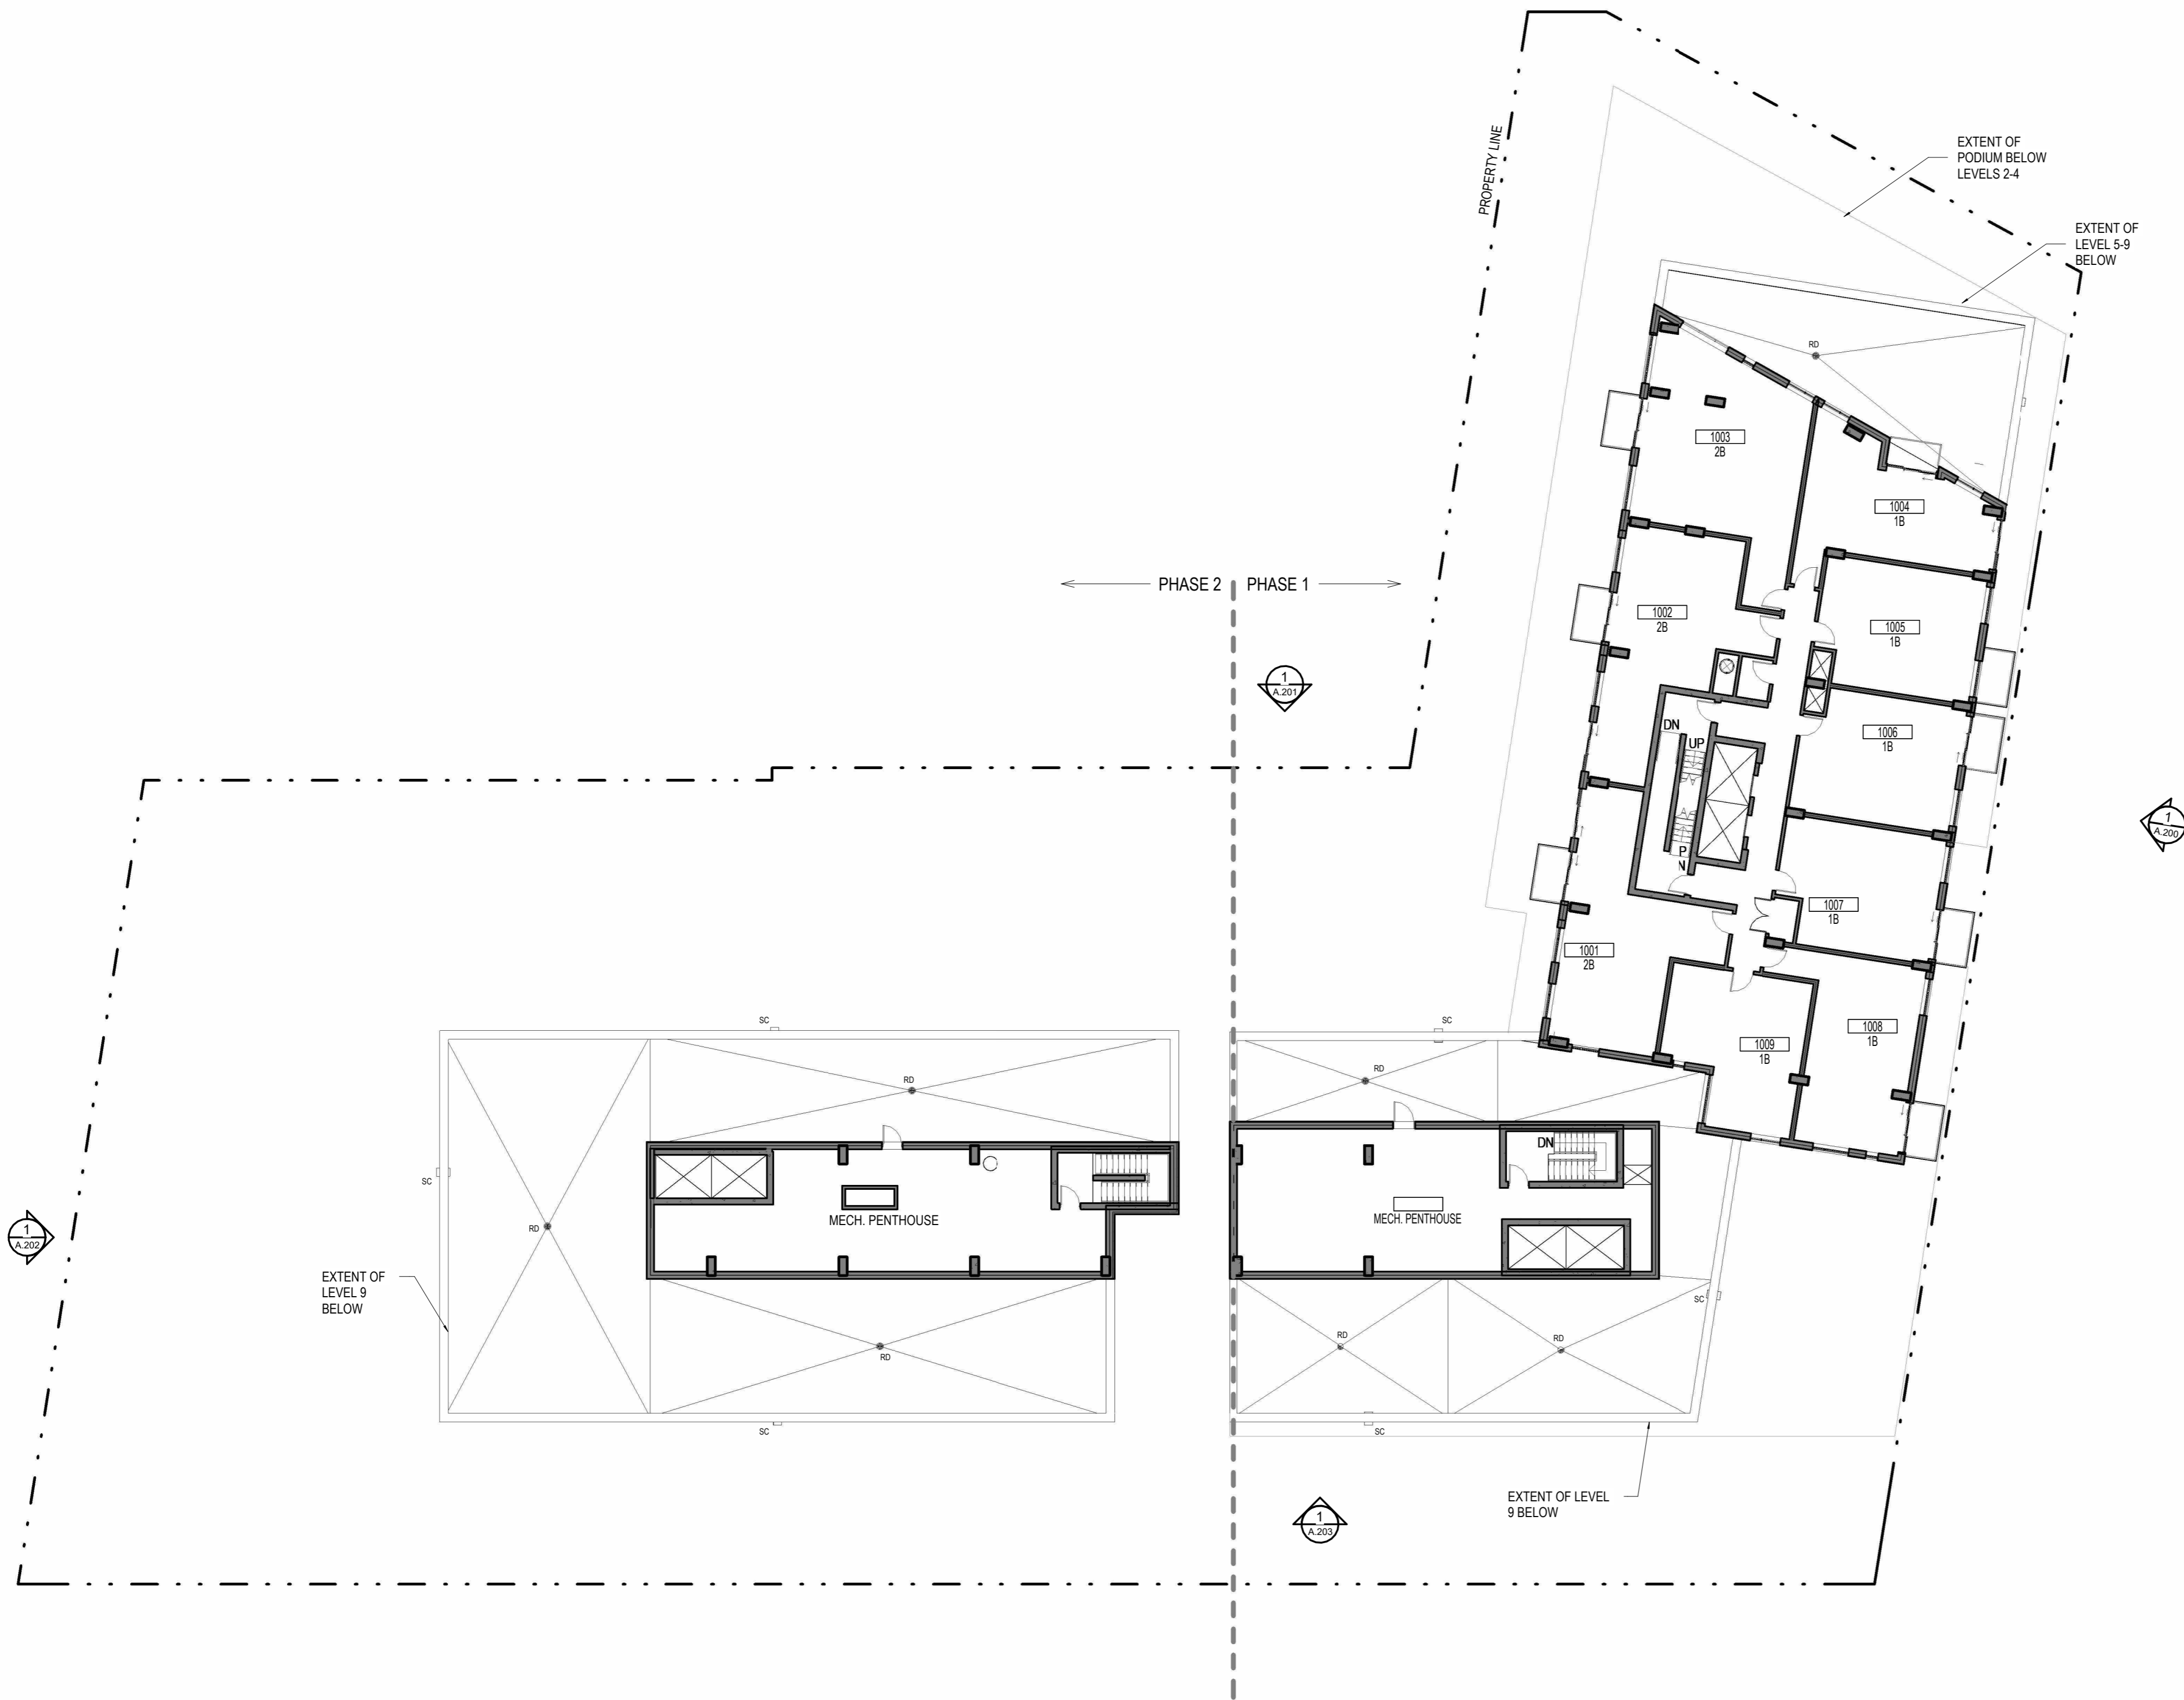 PROPERTY LINE
EXTENT OF
PODIUM BELOW
LEVELS 2-4
EXTENT OF
LEVEL 5-9
BELOW
RD
1003
2B
1004
1B
PHASE 2
PHASE 1
1002
2B
1005
1B
1
A.201
DN
UP
1006
1B
1
A.200
P
N
1007
1B
1001
2B
SC
SC
1008
1B
1009
1B
RD
RD
DN
SC
MECH. PENTHOUSE
MECH. PENTHOUSE
RD
1
A.202
EXTENT OF
LEVEL 9
BELOW
SC
RD
RD
RD
SC
SC
EXTENT OF LEVEL
9 BELOW
1
A.203